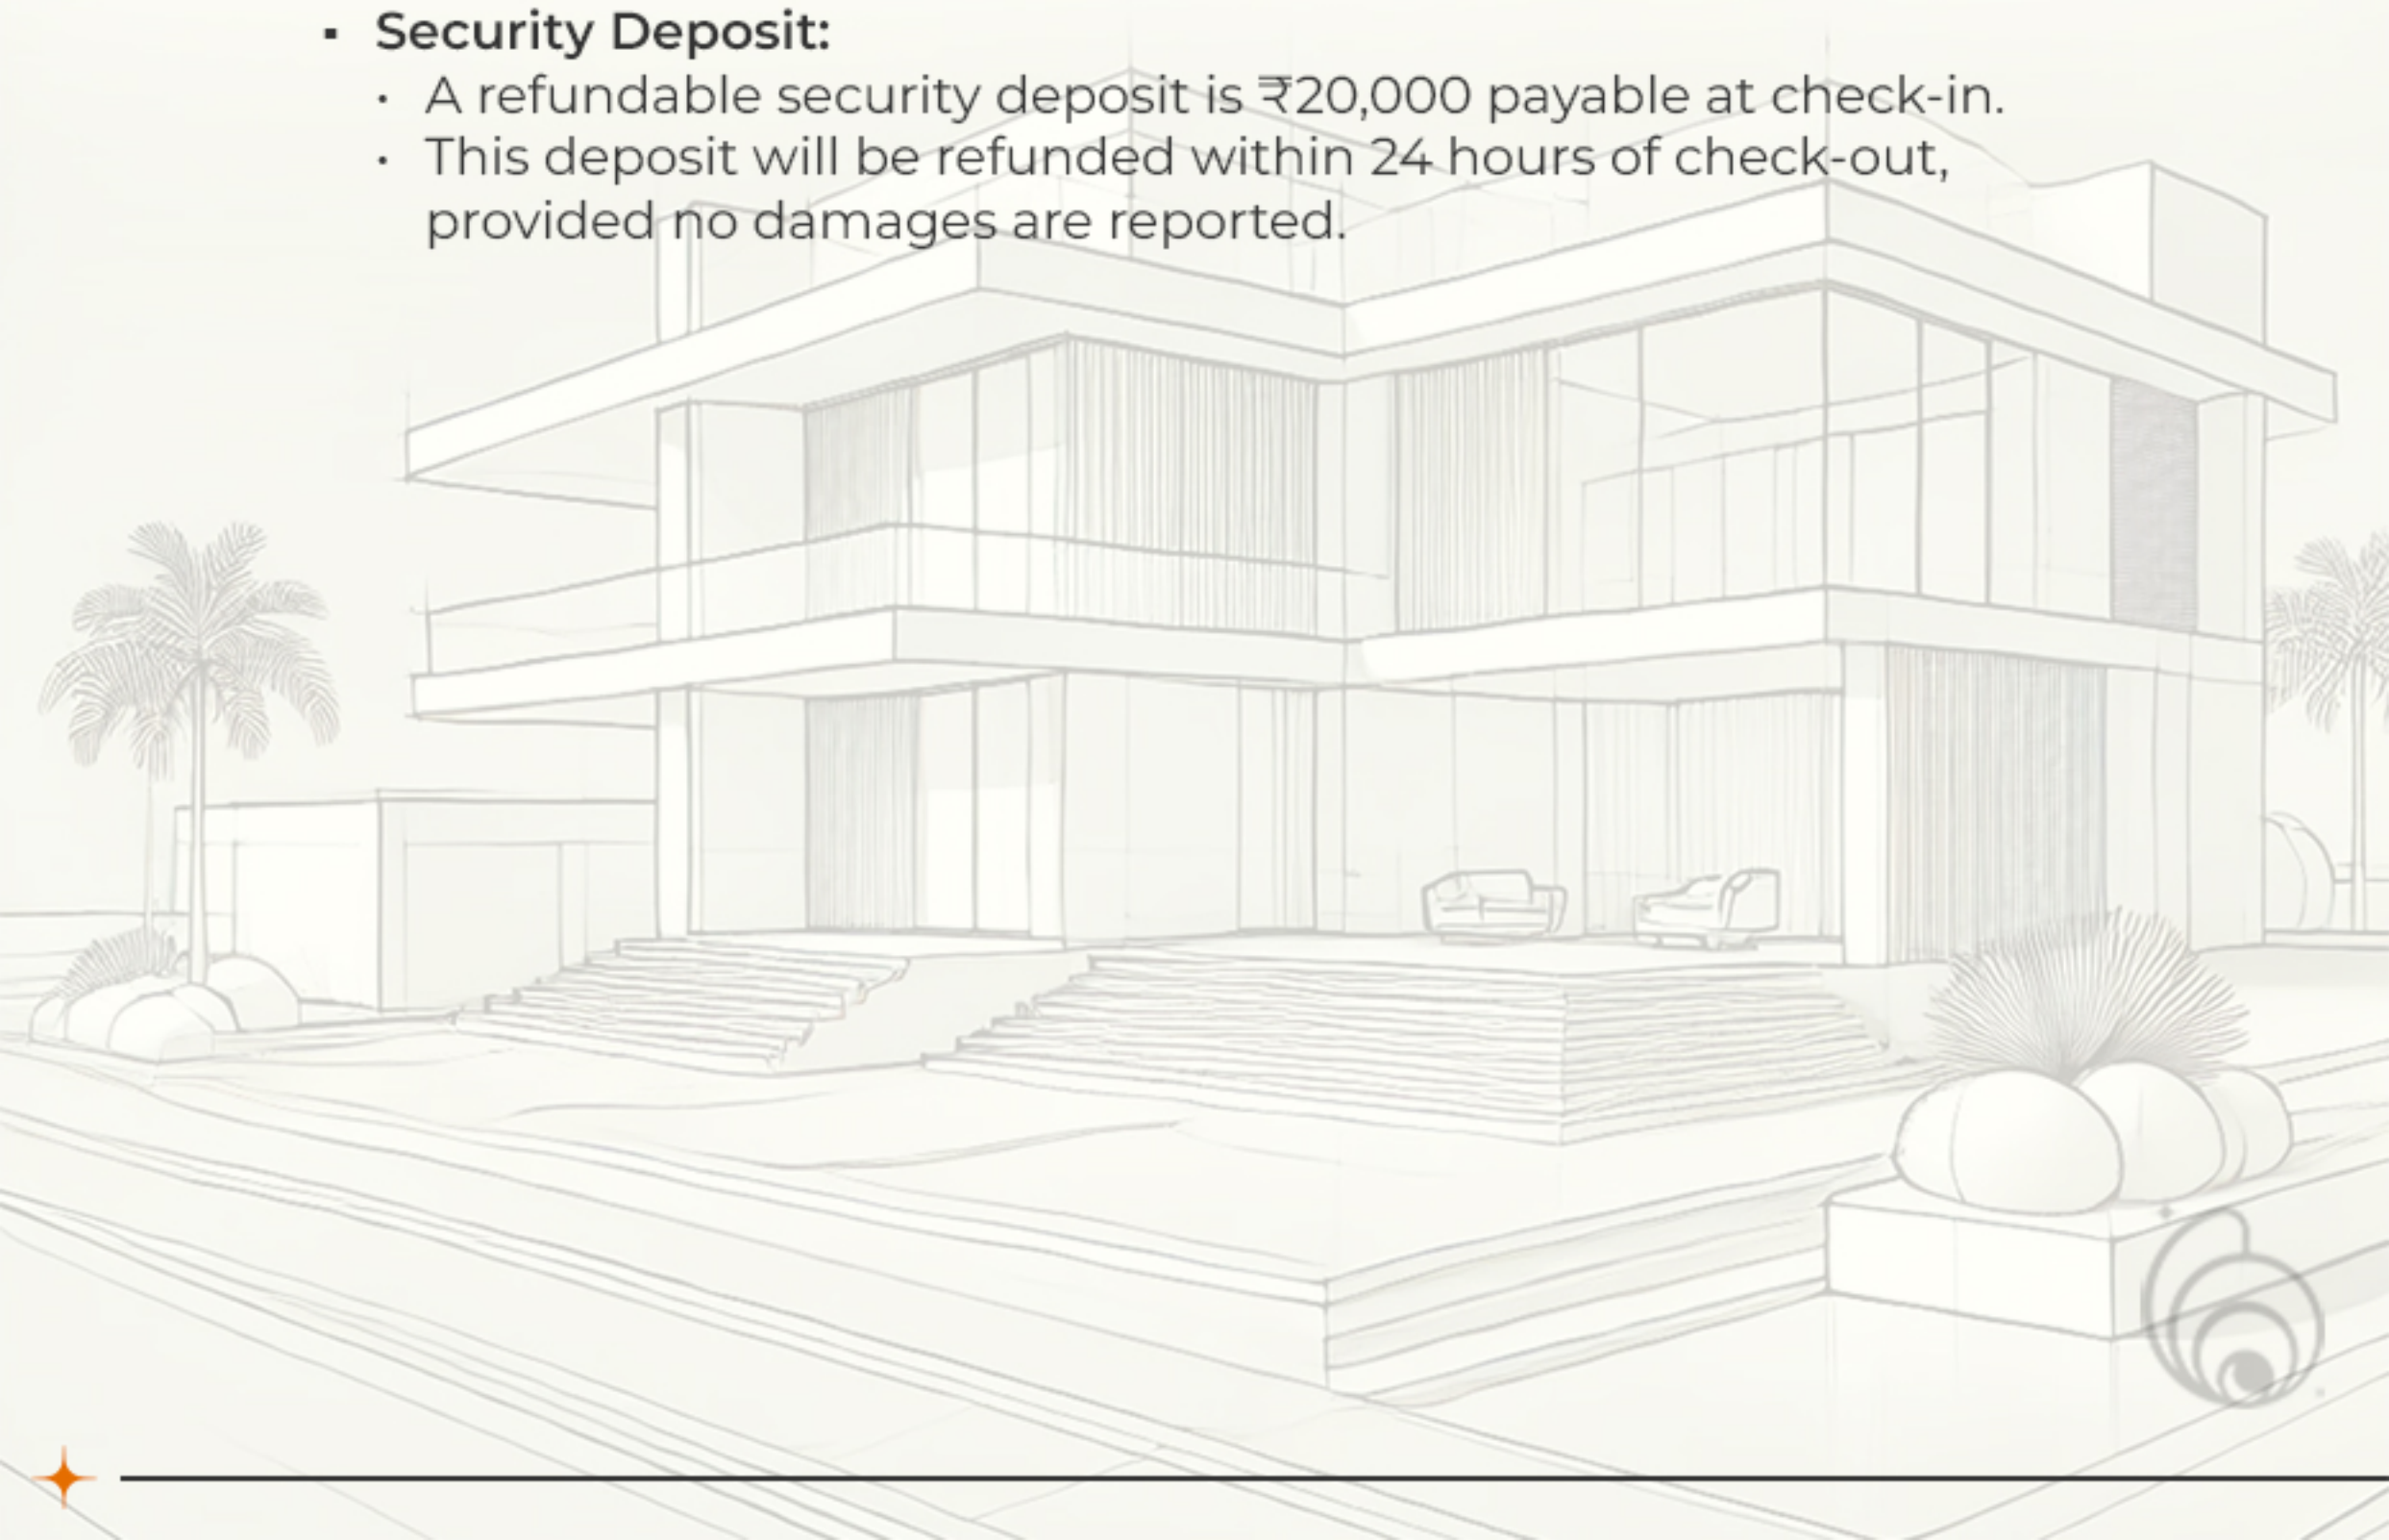 ▪ Security Deposit:
• A refundable security deposit is ₹20,000 payable at check-in.
• This deposit will be refunded within 24 hours of check-out,
provided no damages are reported.